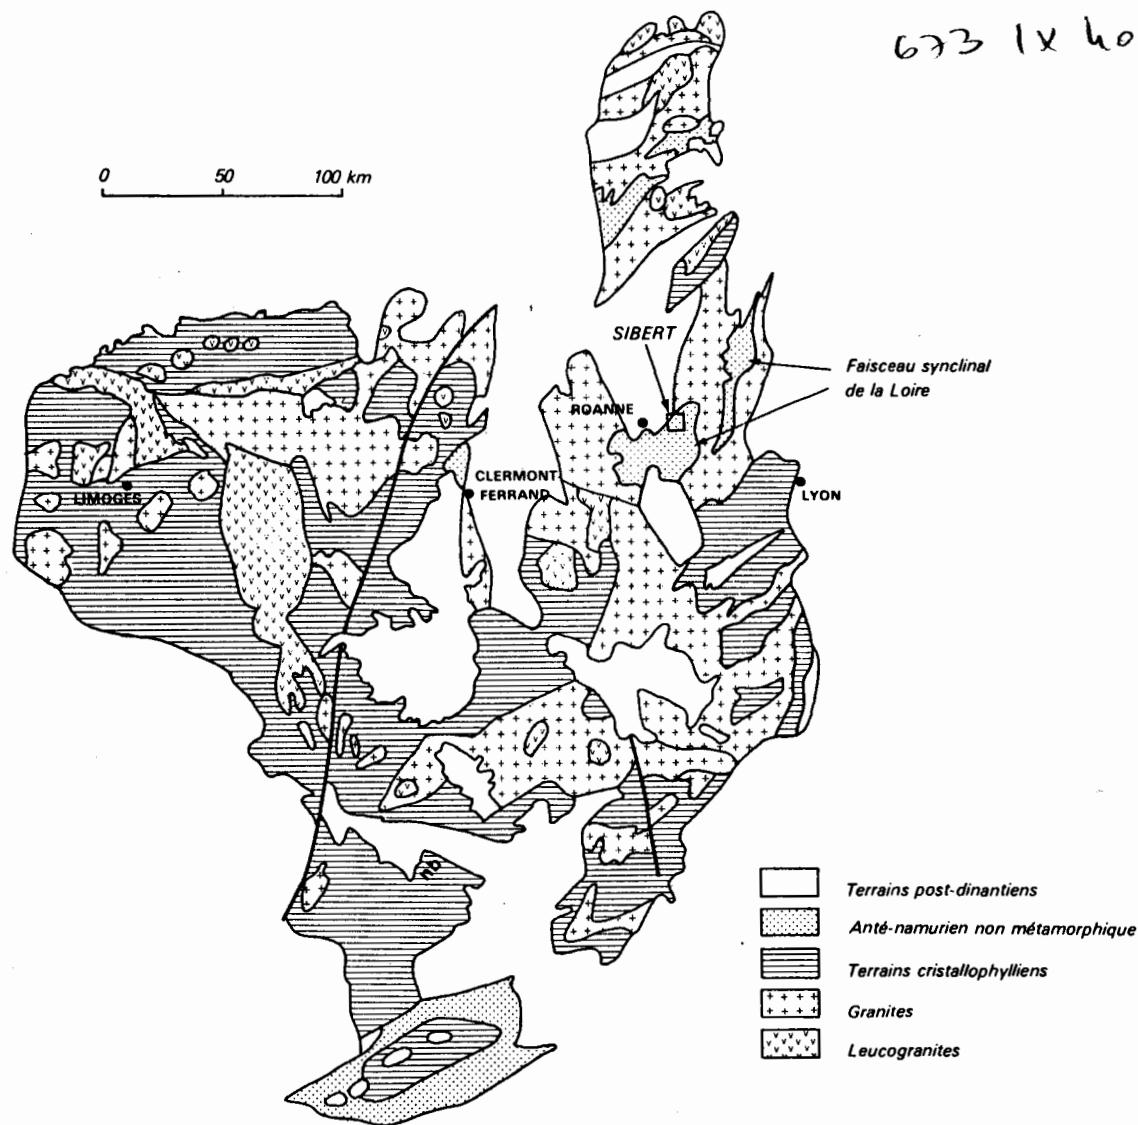 673 IX 40
0 50 100 km
SIBERT
Faisceau synclinal
de la Loire
ROANNE
CLERMONT-
FERRAND
LIMOGES
LYON
Terrains post-dinantiens
Anté-namurien non métamorphique
Terrains cristallophylliens
Granites
Leucogranites